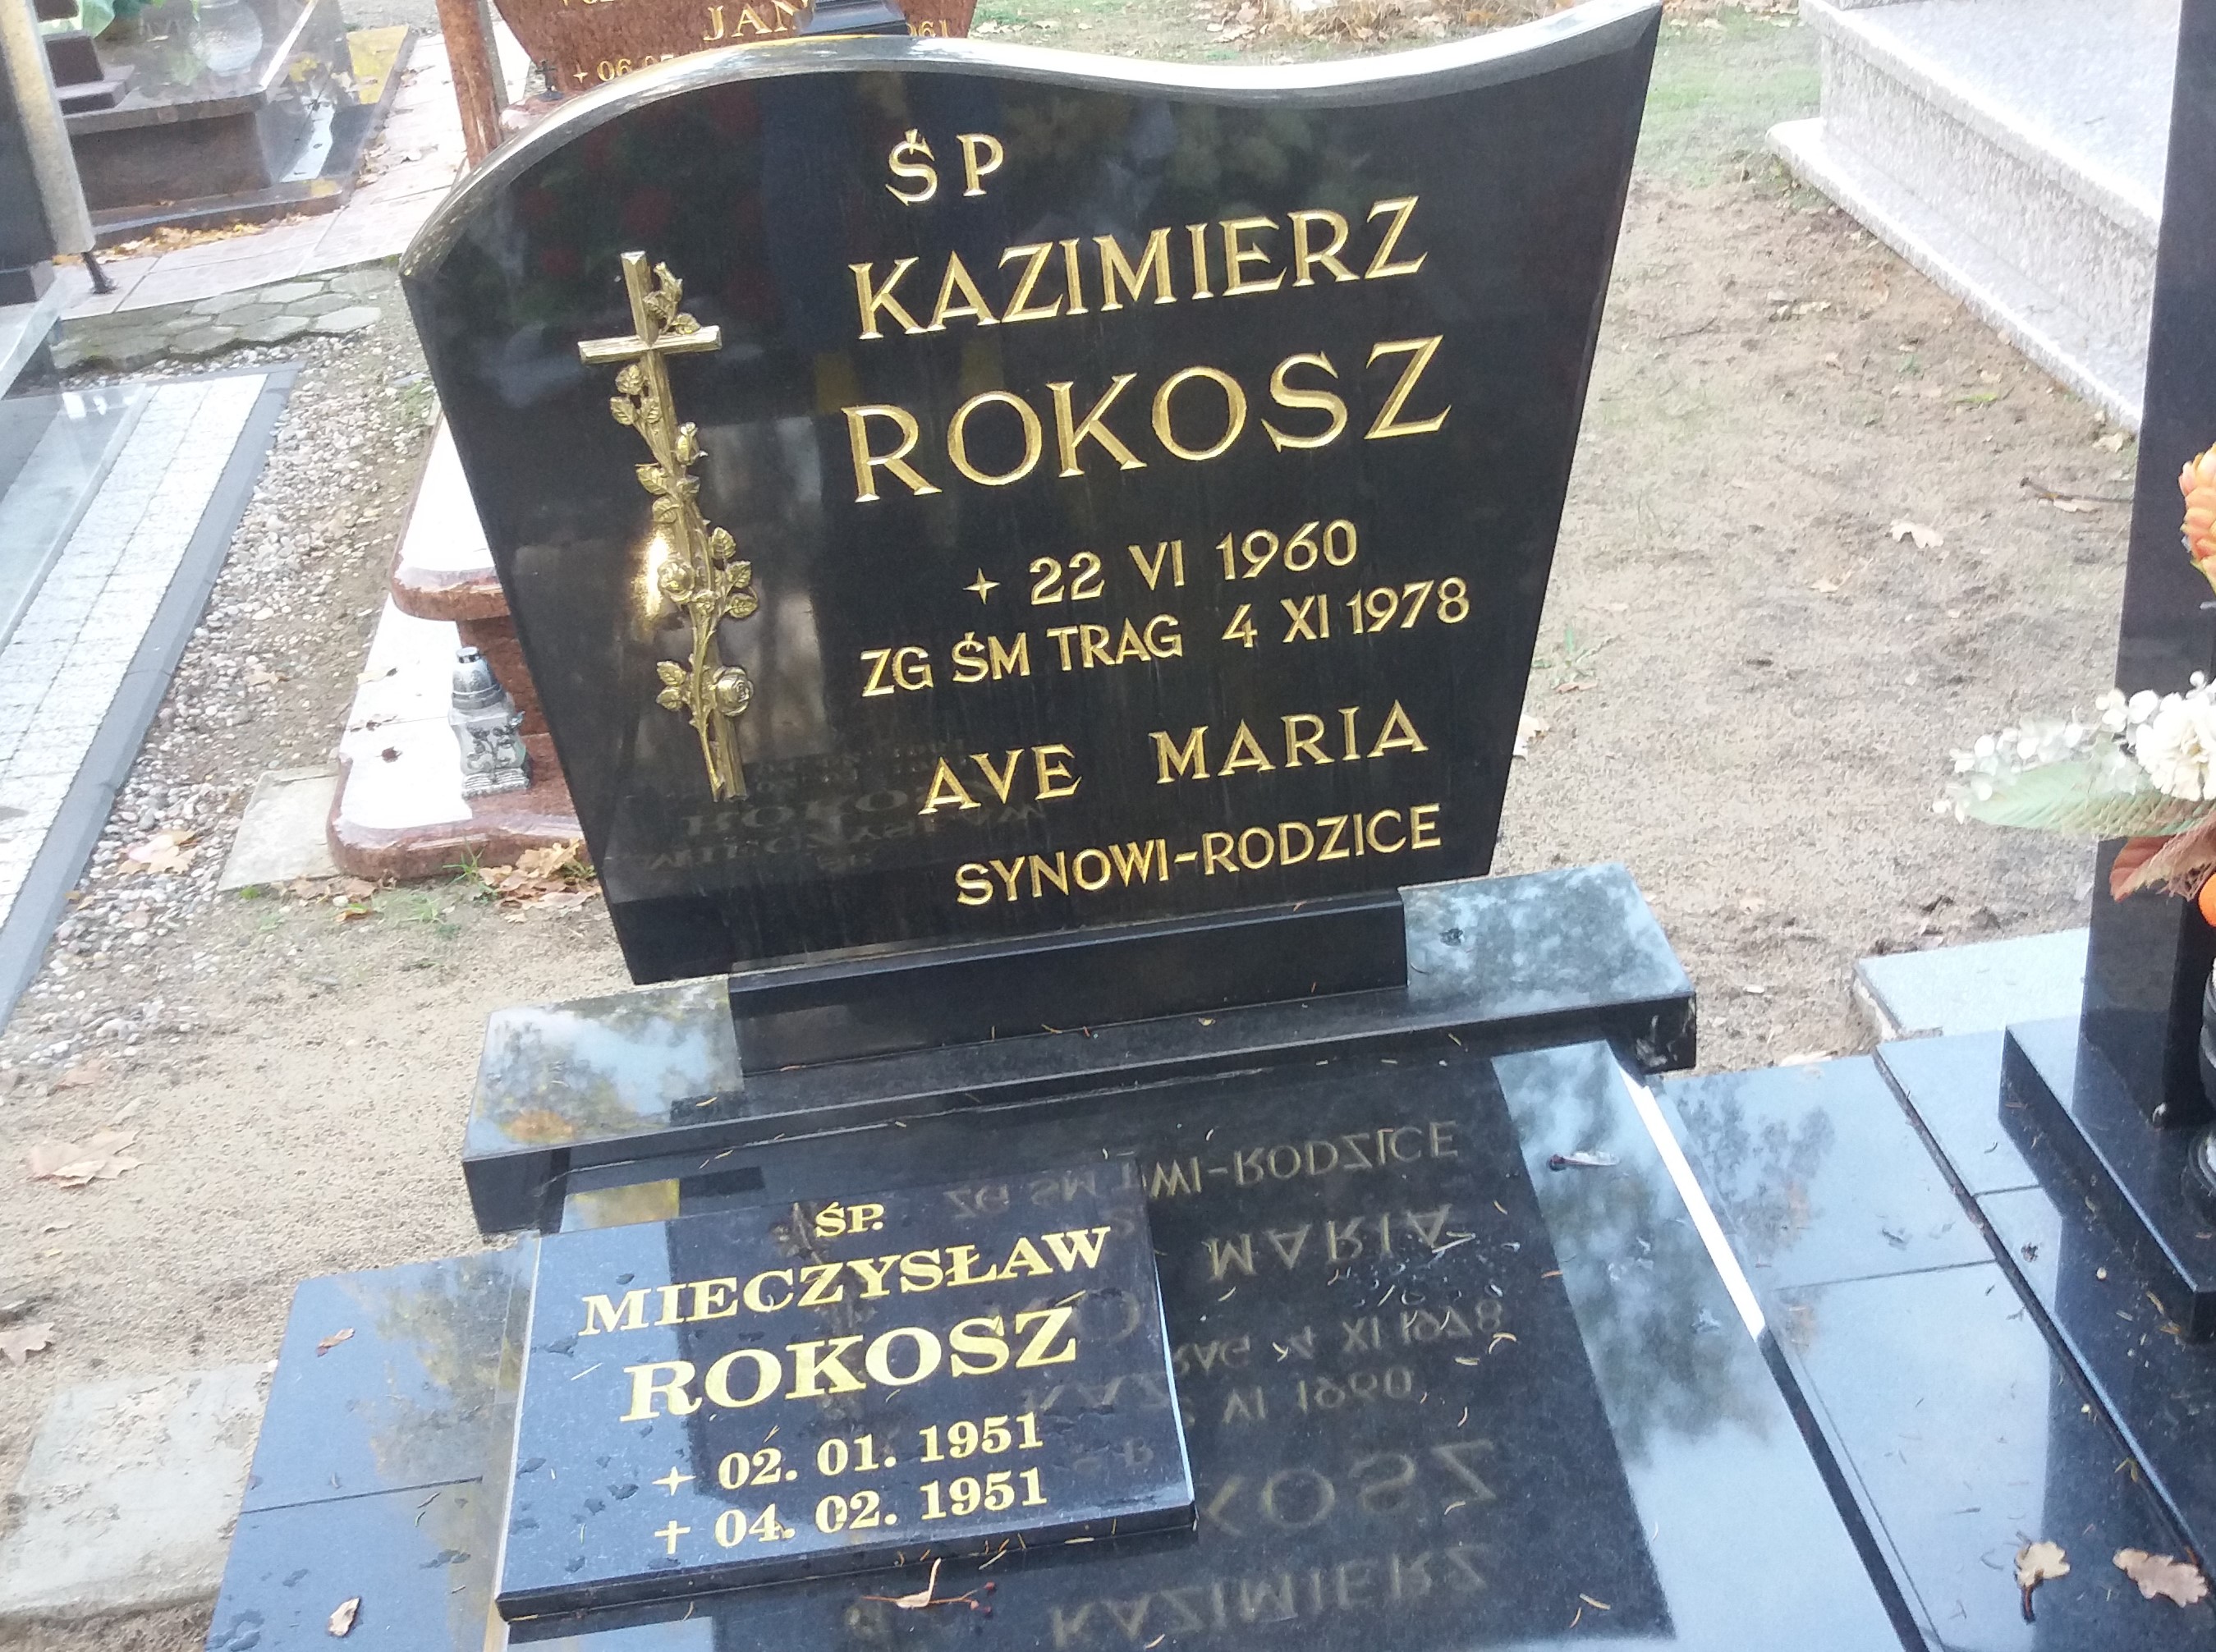 JAN
ŚP
KAZIMIERZ
ROKOSZ
+ 22 VI 1960
ZG ŚM TRAG 4 XI 1978
AVE MARIA
SYNOWI-RODZICE
ŚP.
MIECZYSŁAW
ROKOSZ
+ 02. 01. 1951
+ 04. 02. 1951